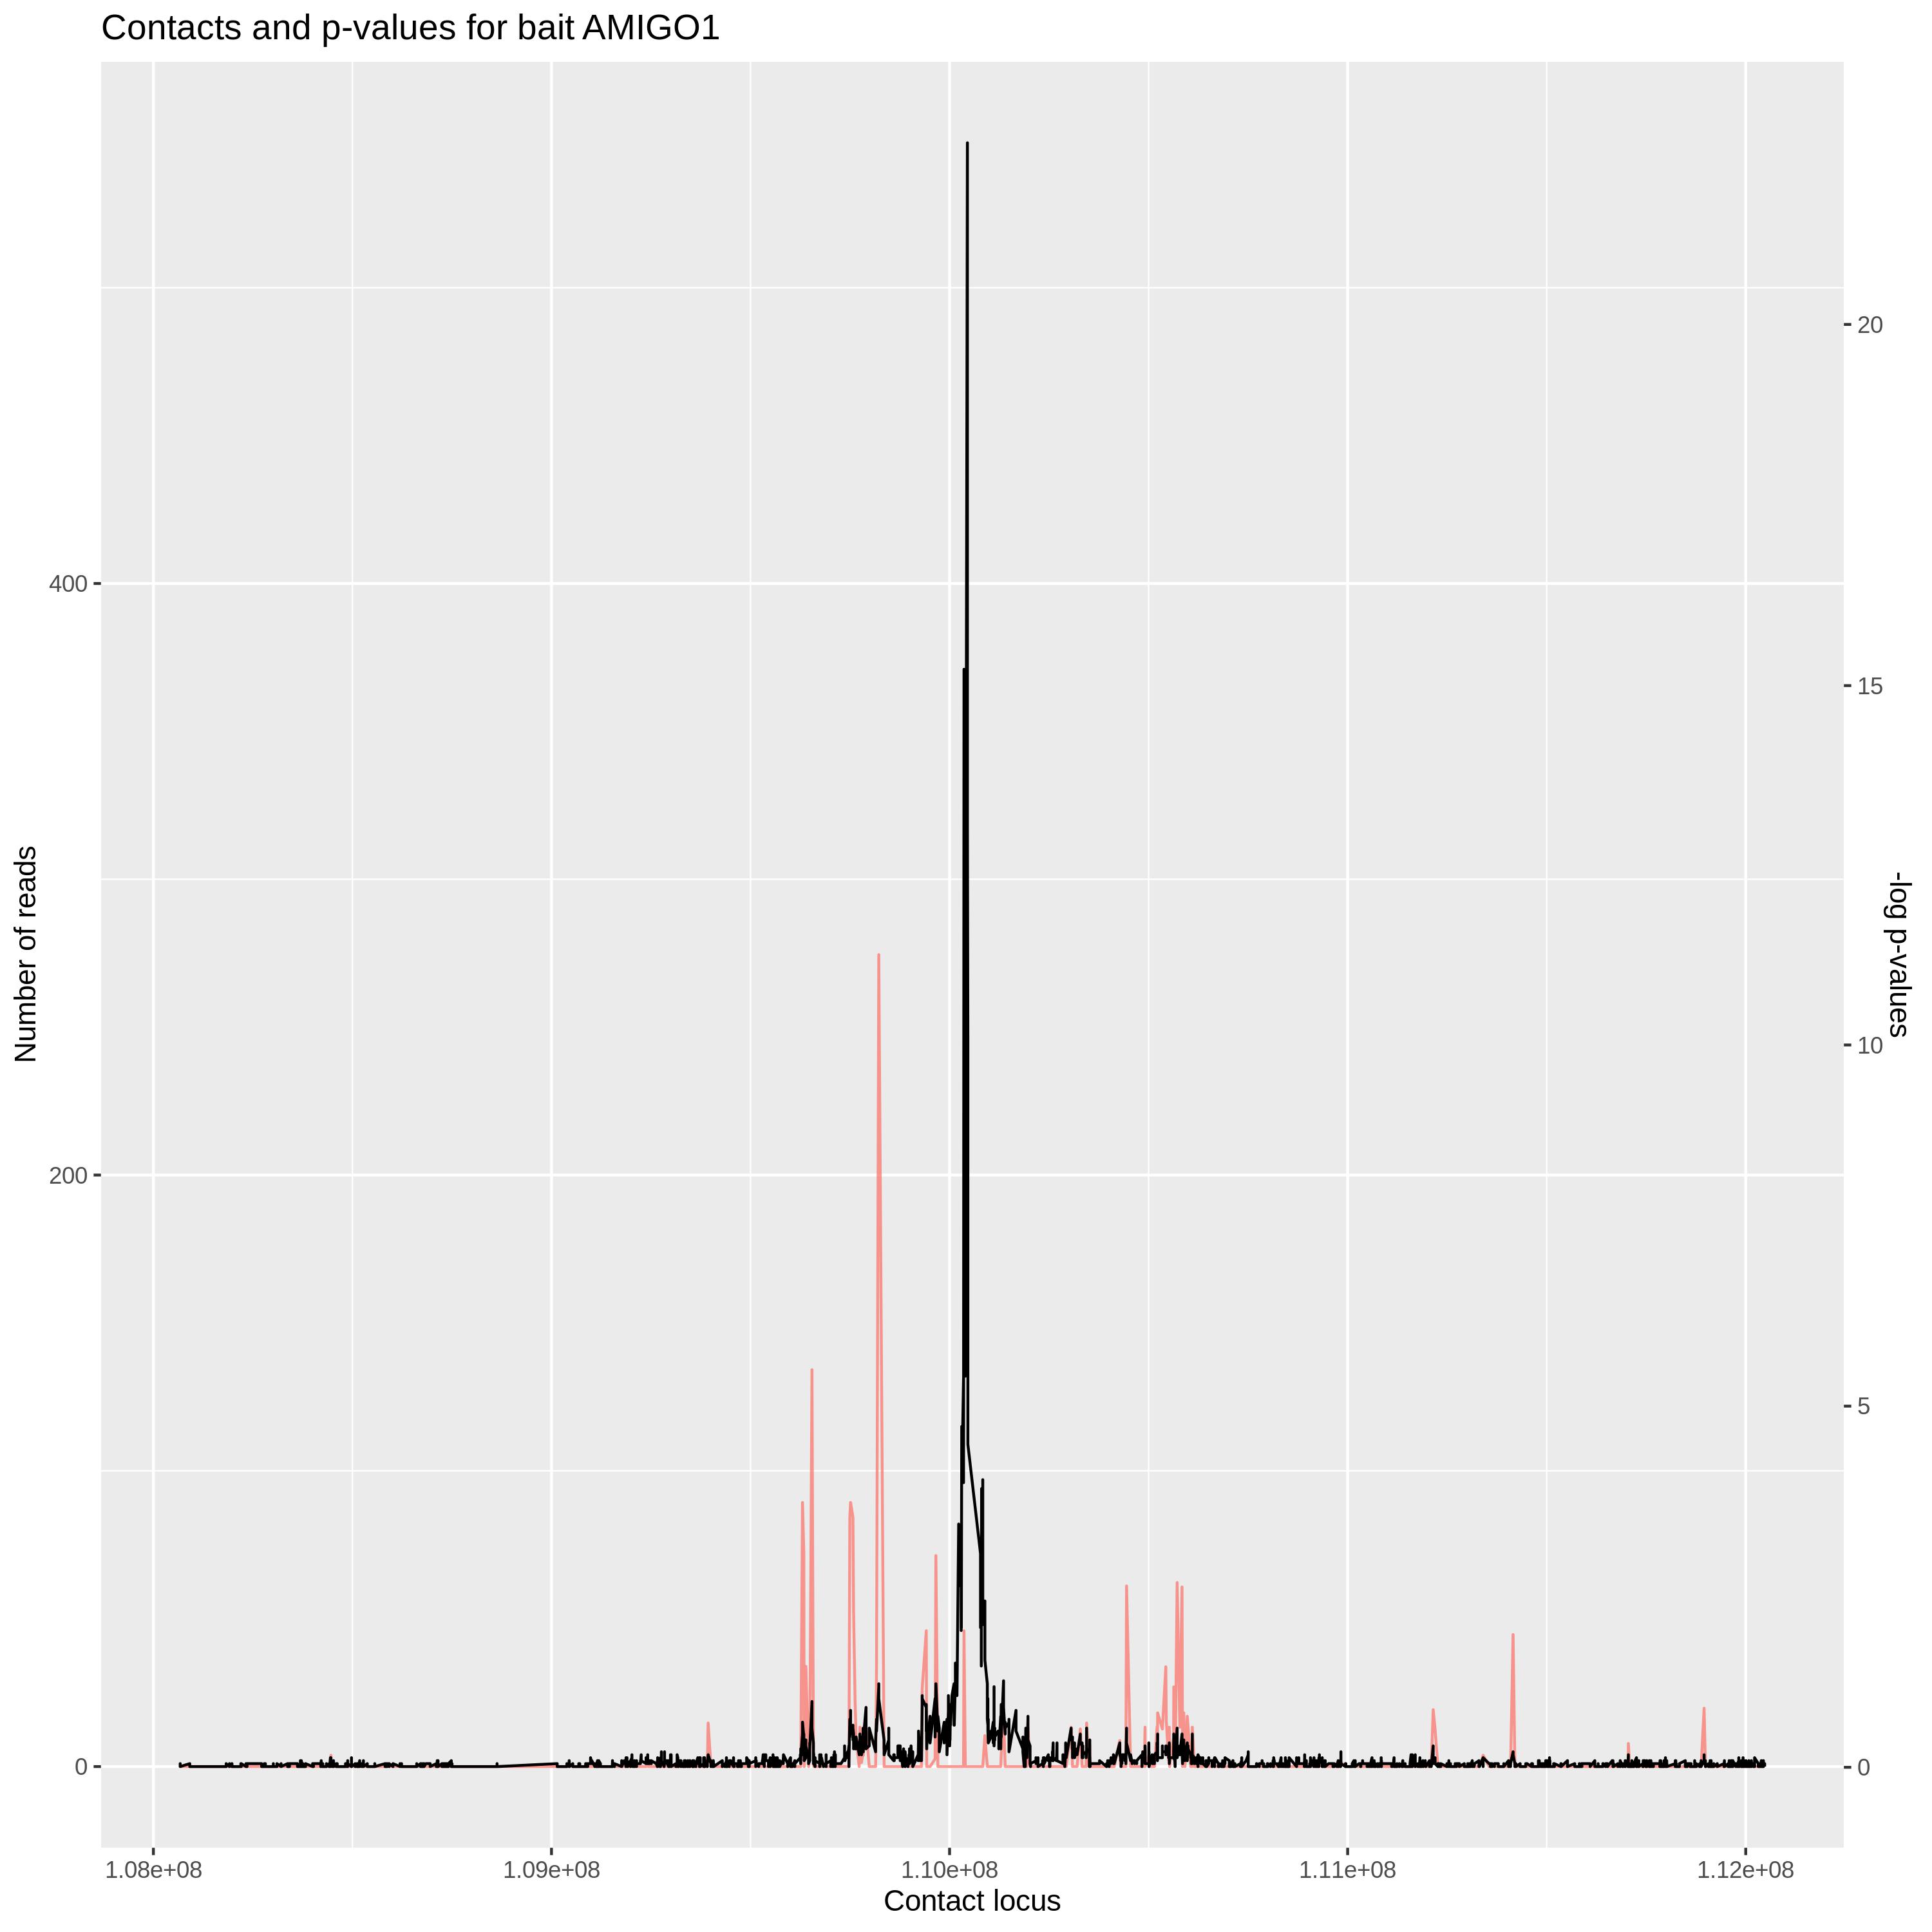 Contacts and p-values for bait AMIGO1
Number of reads
400
200
0
20
15
10
5
0
-log p-values
1.08e+08 1.09e+08 1.10e+08 1.11e+08 1.12e+08
Contact locus